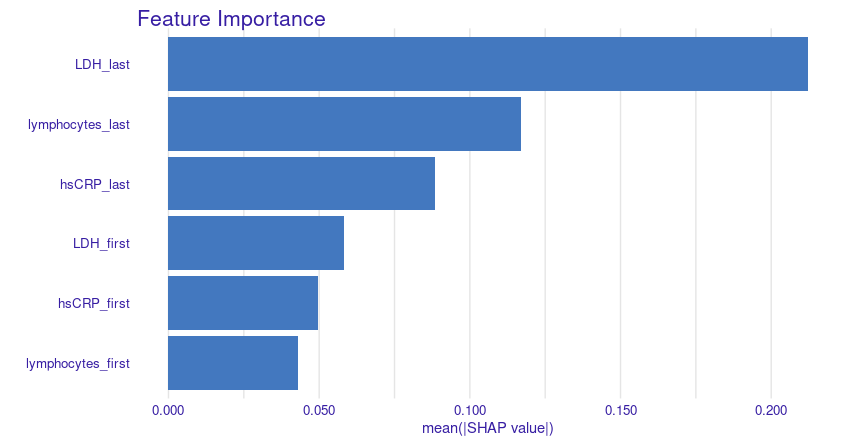 Feature Importance
LDH_last
lymphocytes_last
hsCRP_last
LDH_first
hsCRP_first
lymphocytes_first
0.000 0.050 0.100 0.150 0.200
mean(|SHAP value|)